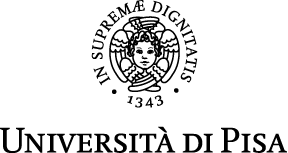 IN SUPREMÆ DIGNITATIS
· 1343 ·
UNIVERSITÀ DI PISA